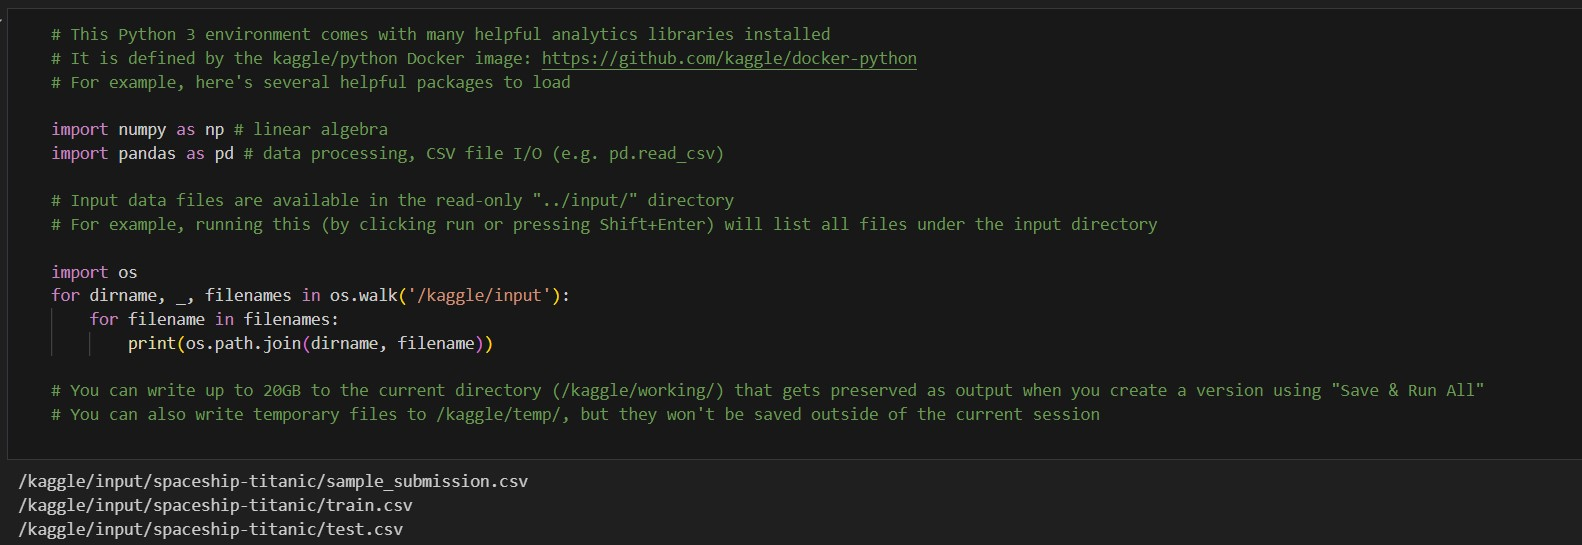 # This Python 3 environment comes with many helpful analytics libraries installed
# It is defined by the kaggle/python Docker image: https://github.com/kaggle/docker-python
# For example, here's several helpful packages to load
import numpy as np # linear algebra
import pandas as pd # data processing, CSV file I/O (e.g. pd.read_csv)
# Input data files are available in the read-only "../input/" directory
# For example, running this (by clicking run or pressing Shift+Enter) will list all files under the input directory
import os
for dirname, _, filenames in os.walk('/kaggle/input'):
    for filename in filenames:
        print(os.path.join(dirname, filename))
# You can write up to 20GB to the current directory (/kaggle/working/) that gets preserved as output when you create a version using "Save & Run All"
# You can also write temporary files to /kaggle/temp/, but they won't be saved outside of the current session
/kaggle/input/spaceship-titanic/sample_submission.csv
/kaggle/input/spaceship-titanic/train.csv
/kaggle/input/spaceship-titanic/test.csv